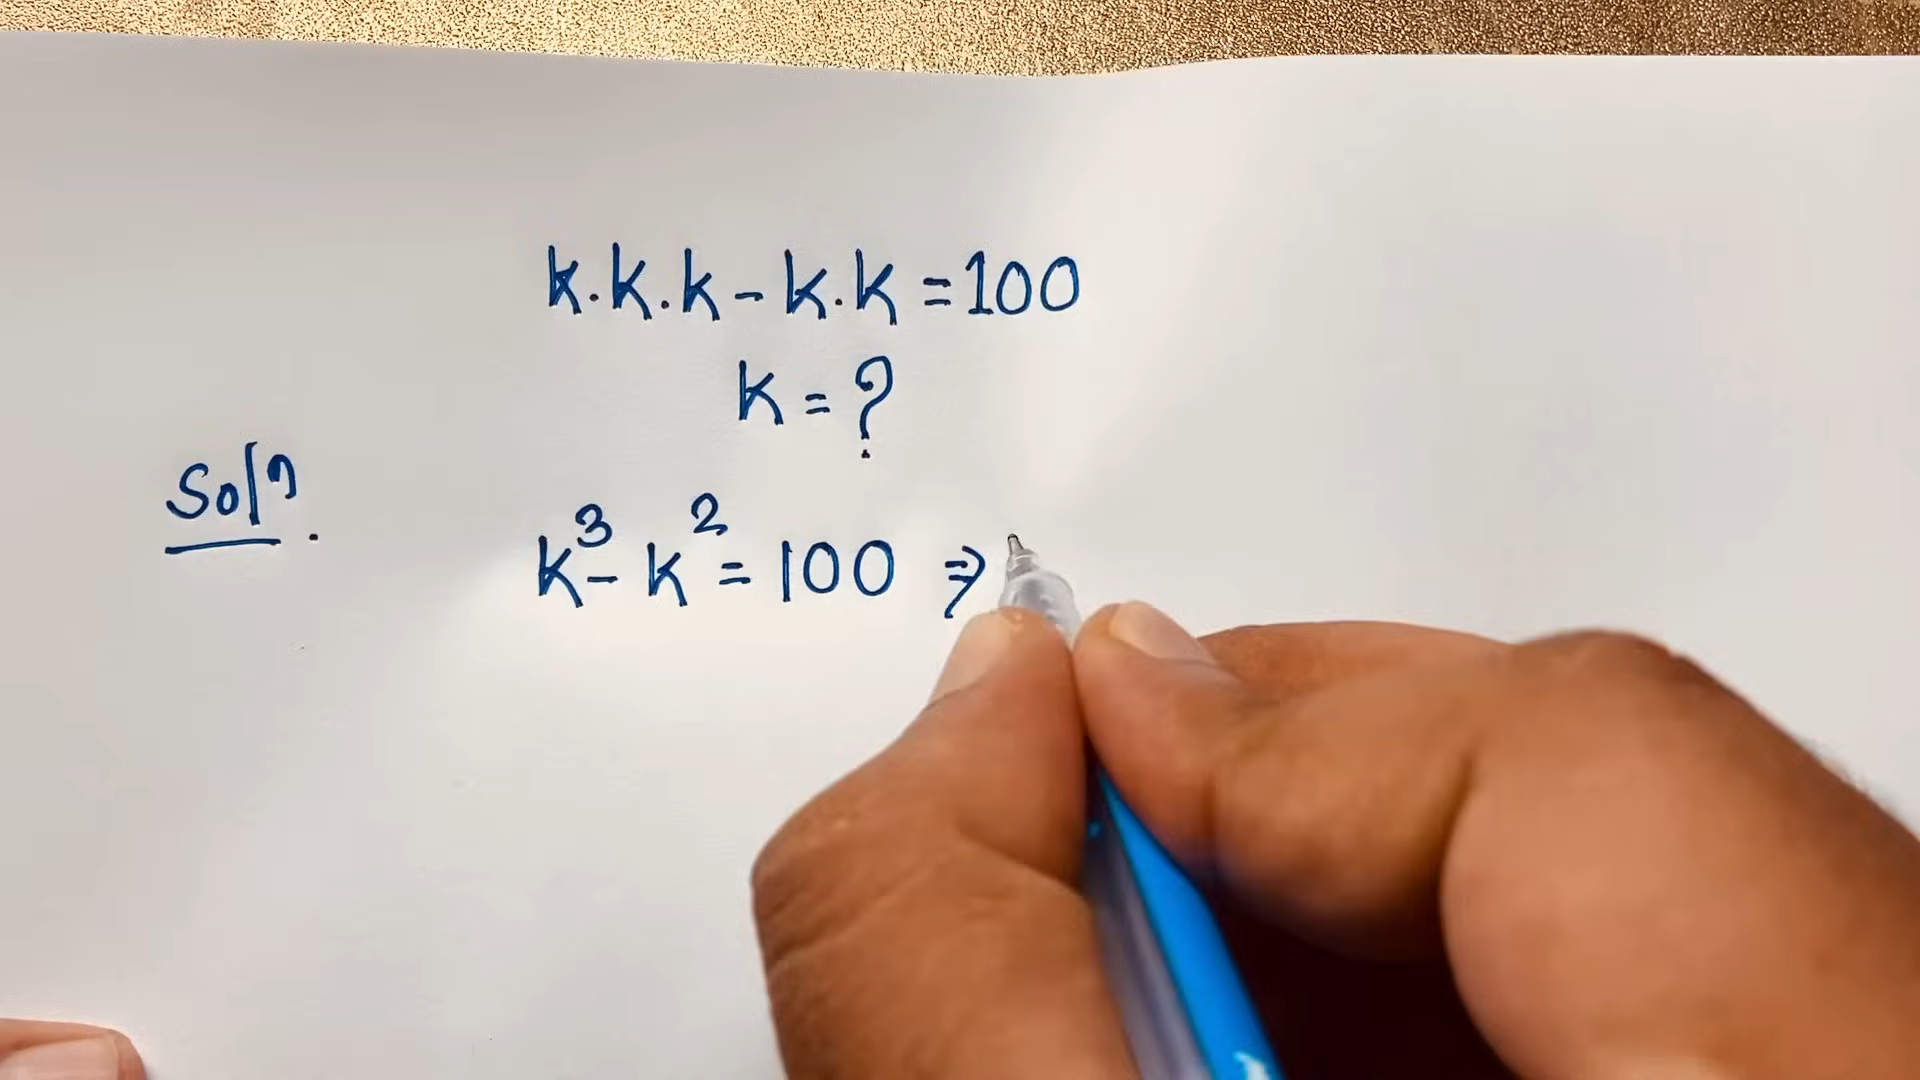 k.k.k - k.k = 100
k = ?
Solⁿ.
k³ - k² = 100 ⇒